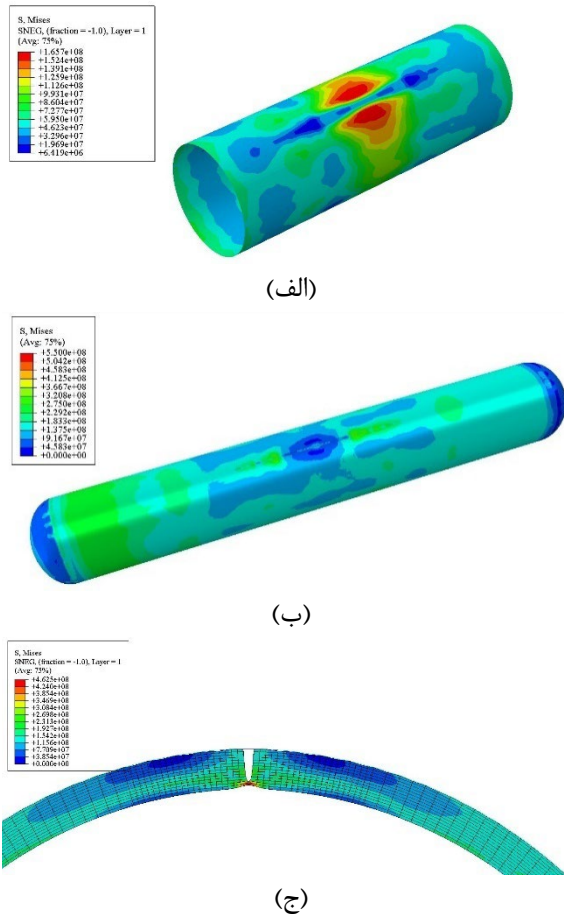 S, Mises
SNEG, (fraction = -1.0), Layer = 1
(Avg: 75%)
+1.657e+08
+1.524e+08
+1.391e+08
+1.259e+08
+1.126e+08
+9.931e+07
+8.604e+07
+7.277e+07
+5.950e+07
+4.623e+07
+3.296e+07
+1.969e+07
+6.419e+06
(الف)
S, Mises
(Avg: 75%)
+5.500e+08
+5.042e+08
+4.583e+08
+4.125e+08
+3.667e+08
+3.208e+08
+2.750e+08
+2.292e+08
+1.833e+08
+1.375e+08
+9.167e+07
+4.583e+07
+0.000e+00
(ب)
S, Mises
SNEG, (fraction = -1.0), Layer = 1
(Avg: 75%)
+4.625e+08
+4.240e+08
+3.854e+08
+3.469e+08
+3.084e+08
+2.698e+08
+2.313e+08
+1.927e+08
+1.542e+08
+1.156e+08
+7.709e+07
+3.854e+07
+0.000e+00
(ج)